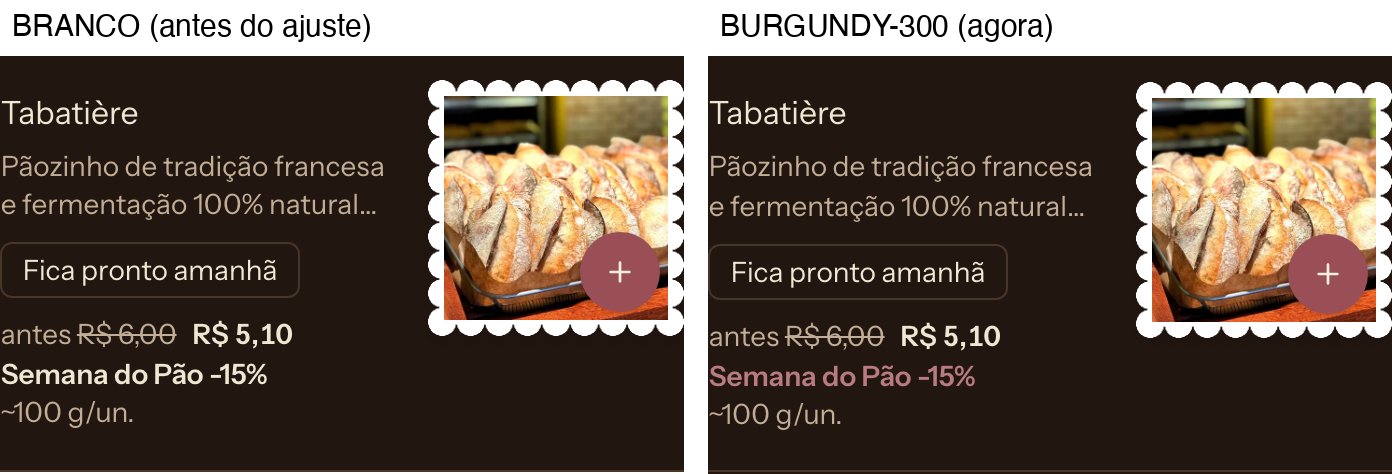 BRANCO (antes do ajuste)
Tabatière
Pãozinho de tradição francesa
e fermentação 100% natural...
Fica pronto amanhã
antes R$ 6,00 R$ 5,10
Semana do Pão -15%
~100 g/un.
+
BURGUNDY-300 (agora)
Tabatière
Pãozinho de tradição francesa
e fermentação 100% natural...
Fica pronto amanhã
antes R$ 6,00 R$ 5,10
Semana do Pão -15%
~100 g/un.
+